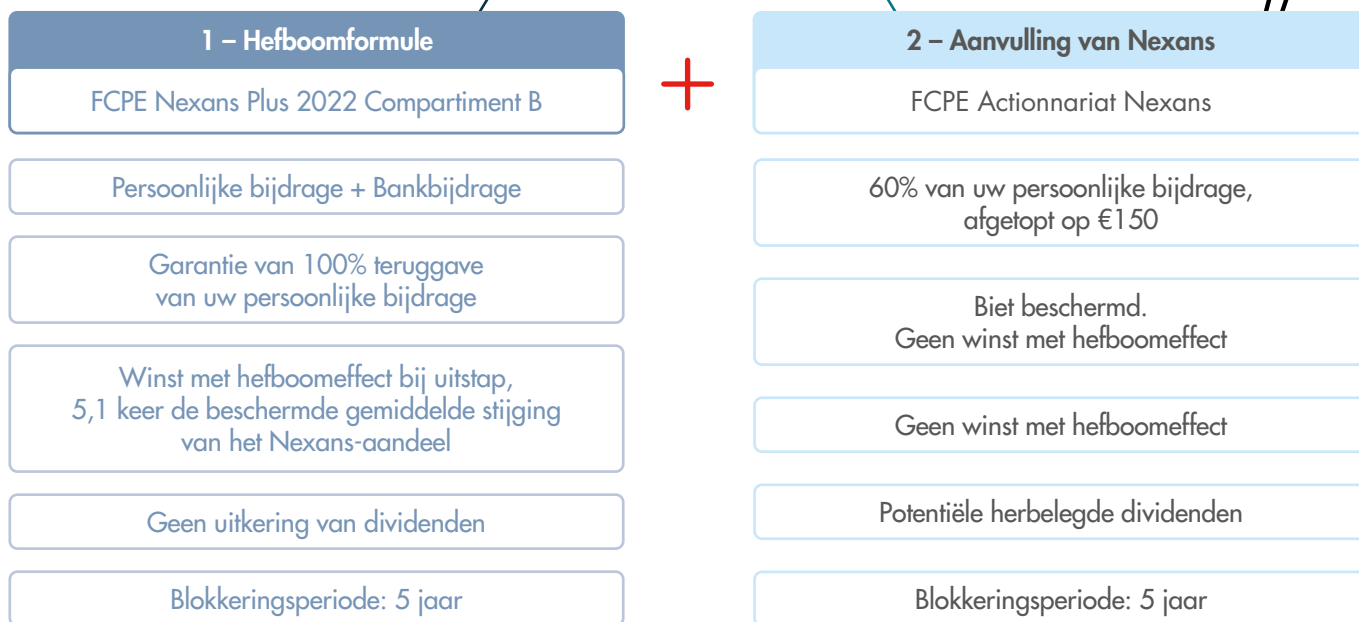 1 – Hefboomformule
FCPE Nexans Plus 2022 Compartiment B
Persoonlijke bijdrage + Bankbijdrage
Garantie van 100% teruggave
van uw persoonlijke bijdrage
Winst met hefboomeffect bij uitstap,
5,1 keer de beschermde gemiddelde stijging
van het Nexans-aandeel
Geen uitkering van dividenden
Blokkeringsperiode: 5 jaar
+
2 – Aanvulling van Nexans
FCPE Actionnariat Nexans
60% van uw persoonlijke bijdrage,
afgetopt op €150
Biet beschermd.
Geen winst met hefboomeffect
Geen winst met hefboomeffect
Potentiële herbelegde dividenden
Blokkeringsperiode: 5 jaar